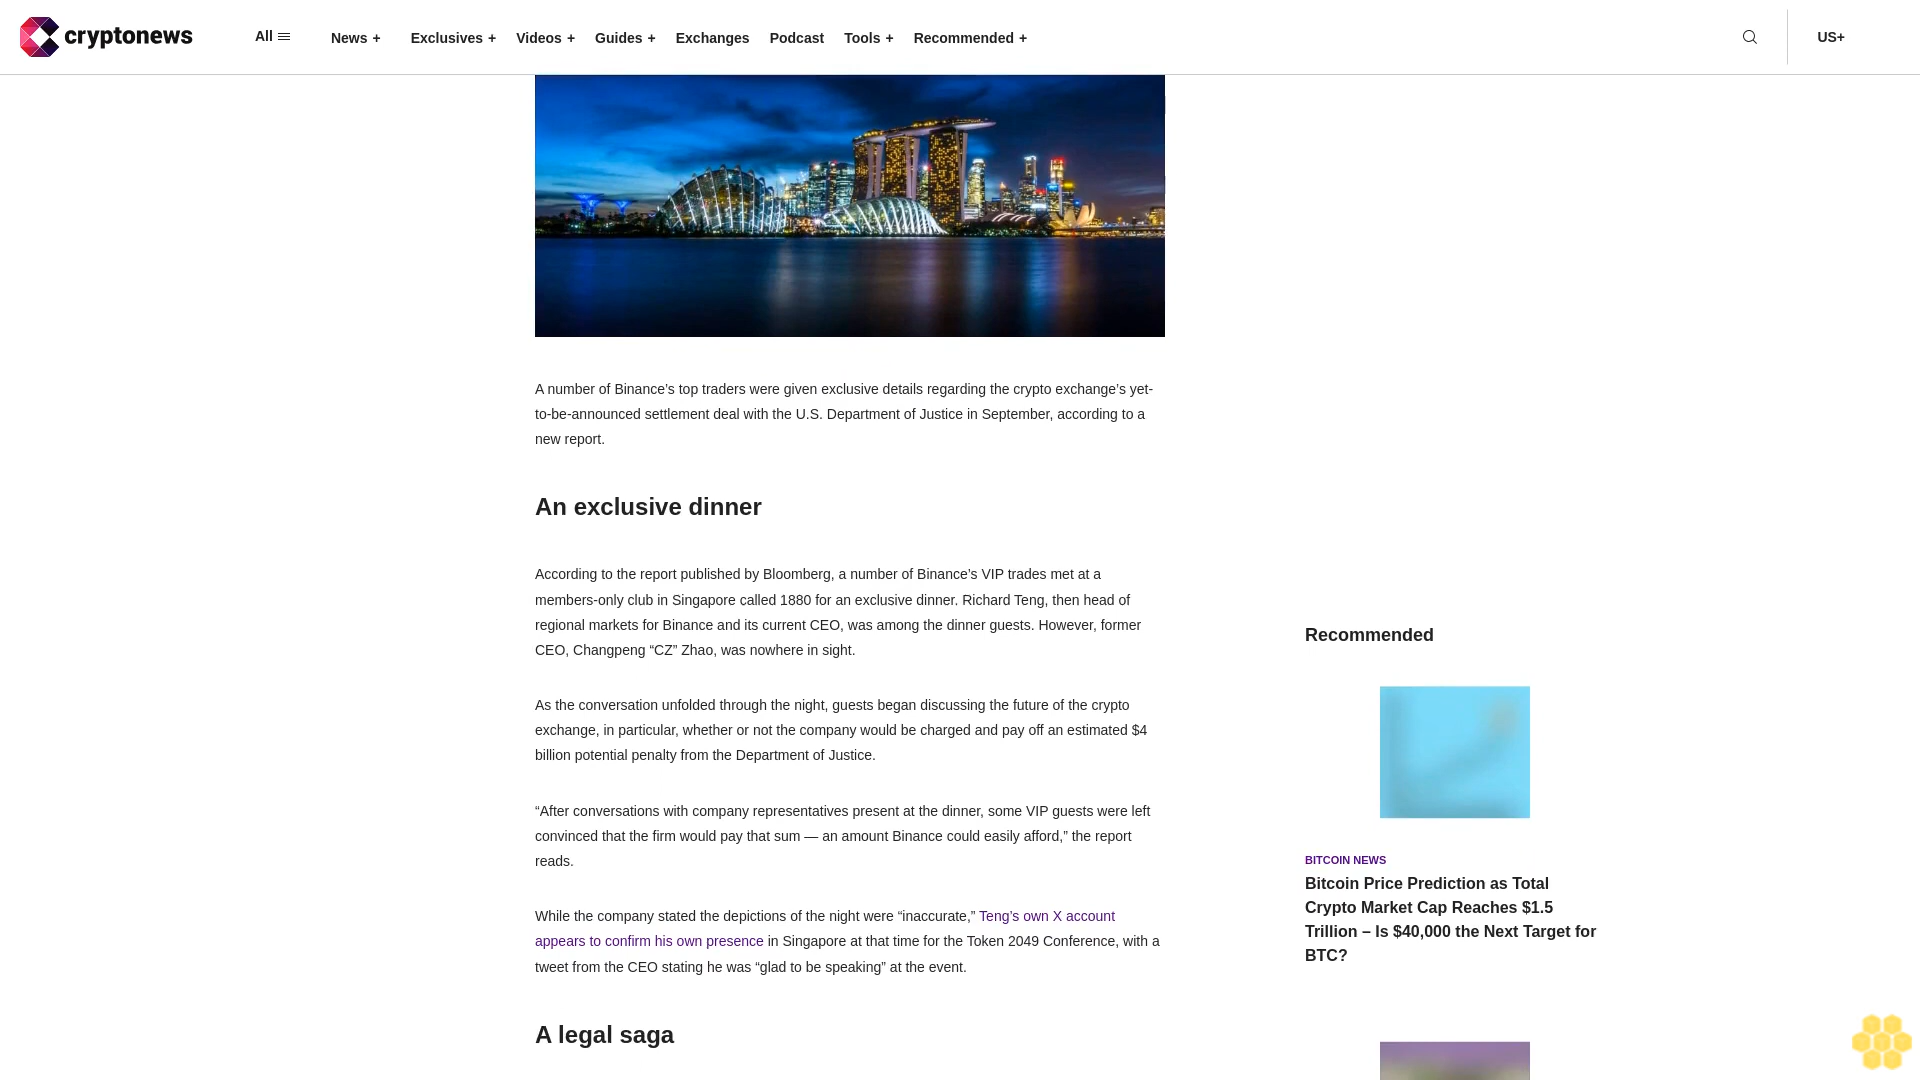 cryptonews
All
News +
Exclusives +
Videos +
Guides +
Exchanges
Podcast
Tools +
Recommended +
US+
A number of Binance’s top traders were given exclusive details regarding the crypto exchange’s yet-
to-be-announced settlement deal with the U.S. Department of Justice in September, according to a
new report.
An exclusive dinner
According to the report published by Bloomberg, a number of Binance’s VIP trades met at a
members-only club in Singapore called 1880 for an exclusive dinner. Richard Teng, then head of
regional markets for Binance and its current CEO, was among the dinner guests. However, former
CEO, Changpeng “CZ” Zhao, was nowhere in sight.
As the conversation unfolded through the night, guests began discussing the future of the crypto
exchange, in particular, whether or not the company would be charged and pay off an estimated $4
billion potential penalty from the Department of Justice.
“After conversations with company representatives present at the dinner, some VIP guests were left
convinced that the firm would pay that sum — an amount Binance could easily afford,” the report
reads.
While the company stated the depictions of the night were “inaccurate,” Teng’s own X account
appears to confirm his own presence in Singapore at that time for the Token 2049 Conference, with a
tweet from the CEO stating he was “glad to be speaking” at the event.
A legal saga
Recommended
BITCOIN NEWS
Bitcoin Price Prediction as Total
Crypto Market Cap Reaches $1.5
Trillion – Is $40,000 the Next Target for
BTC?